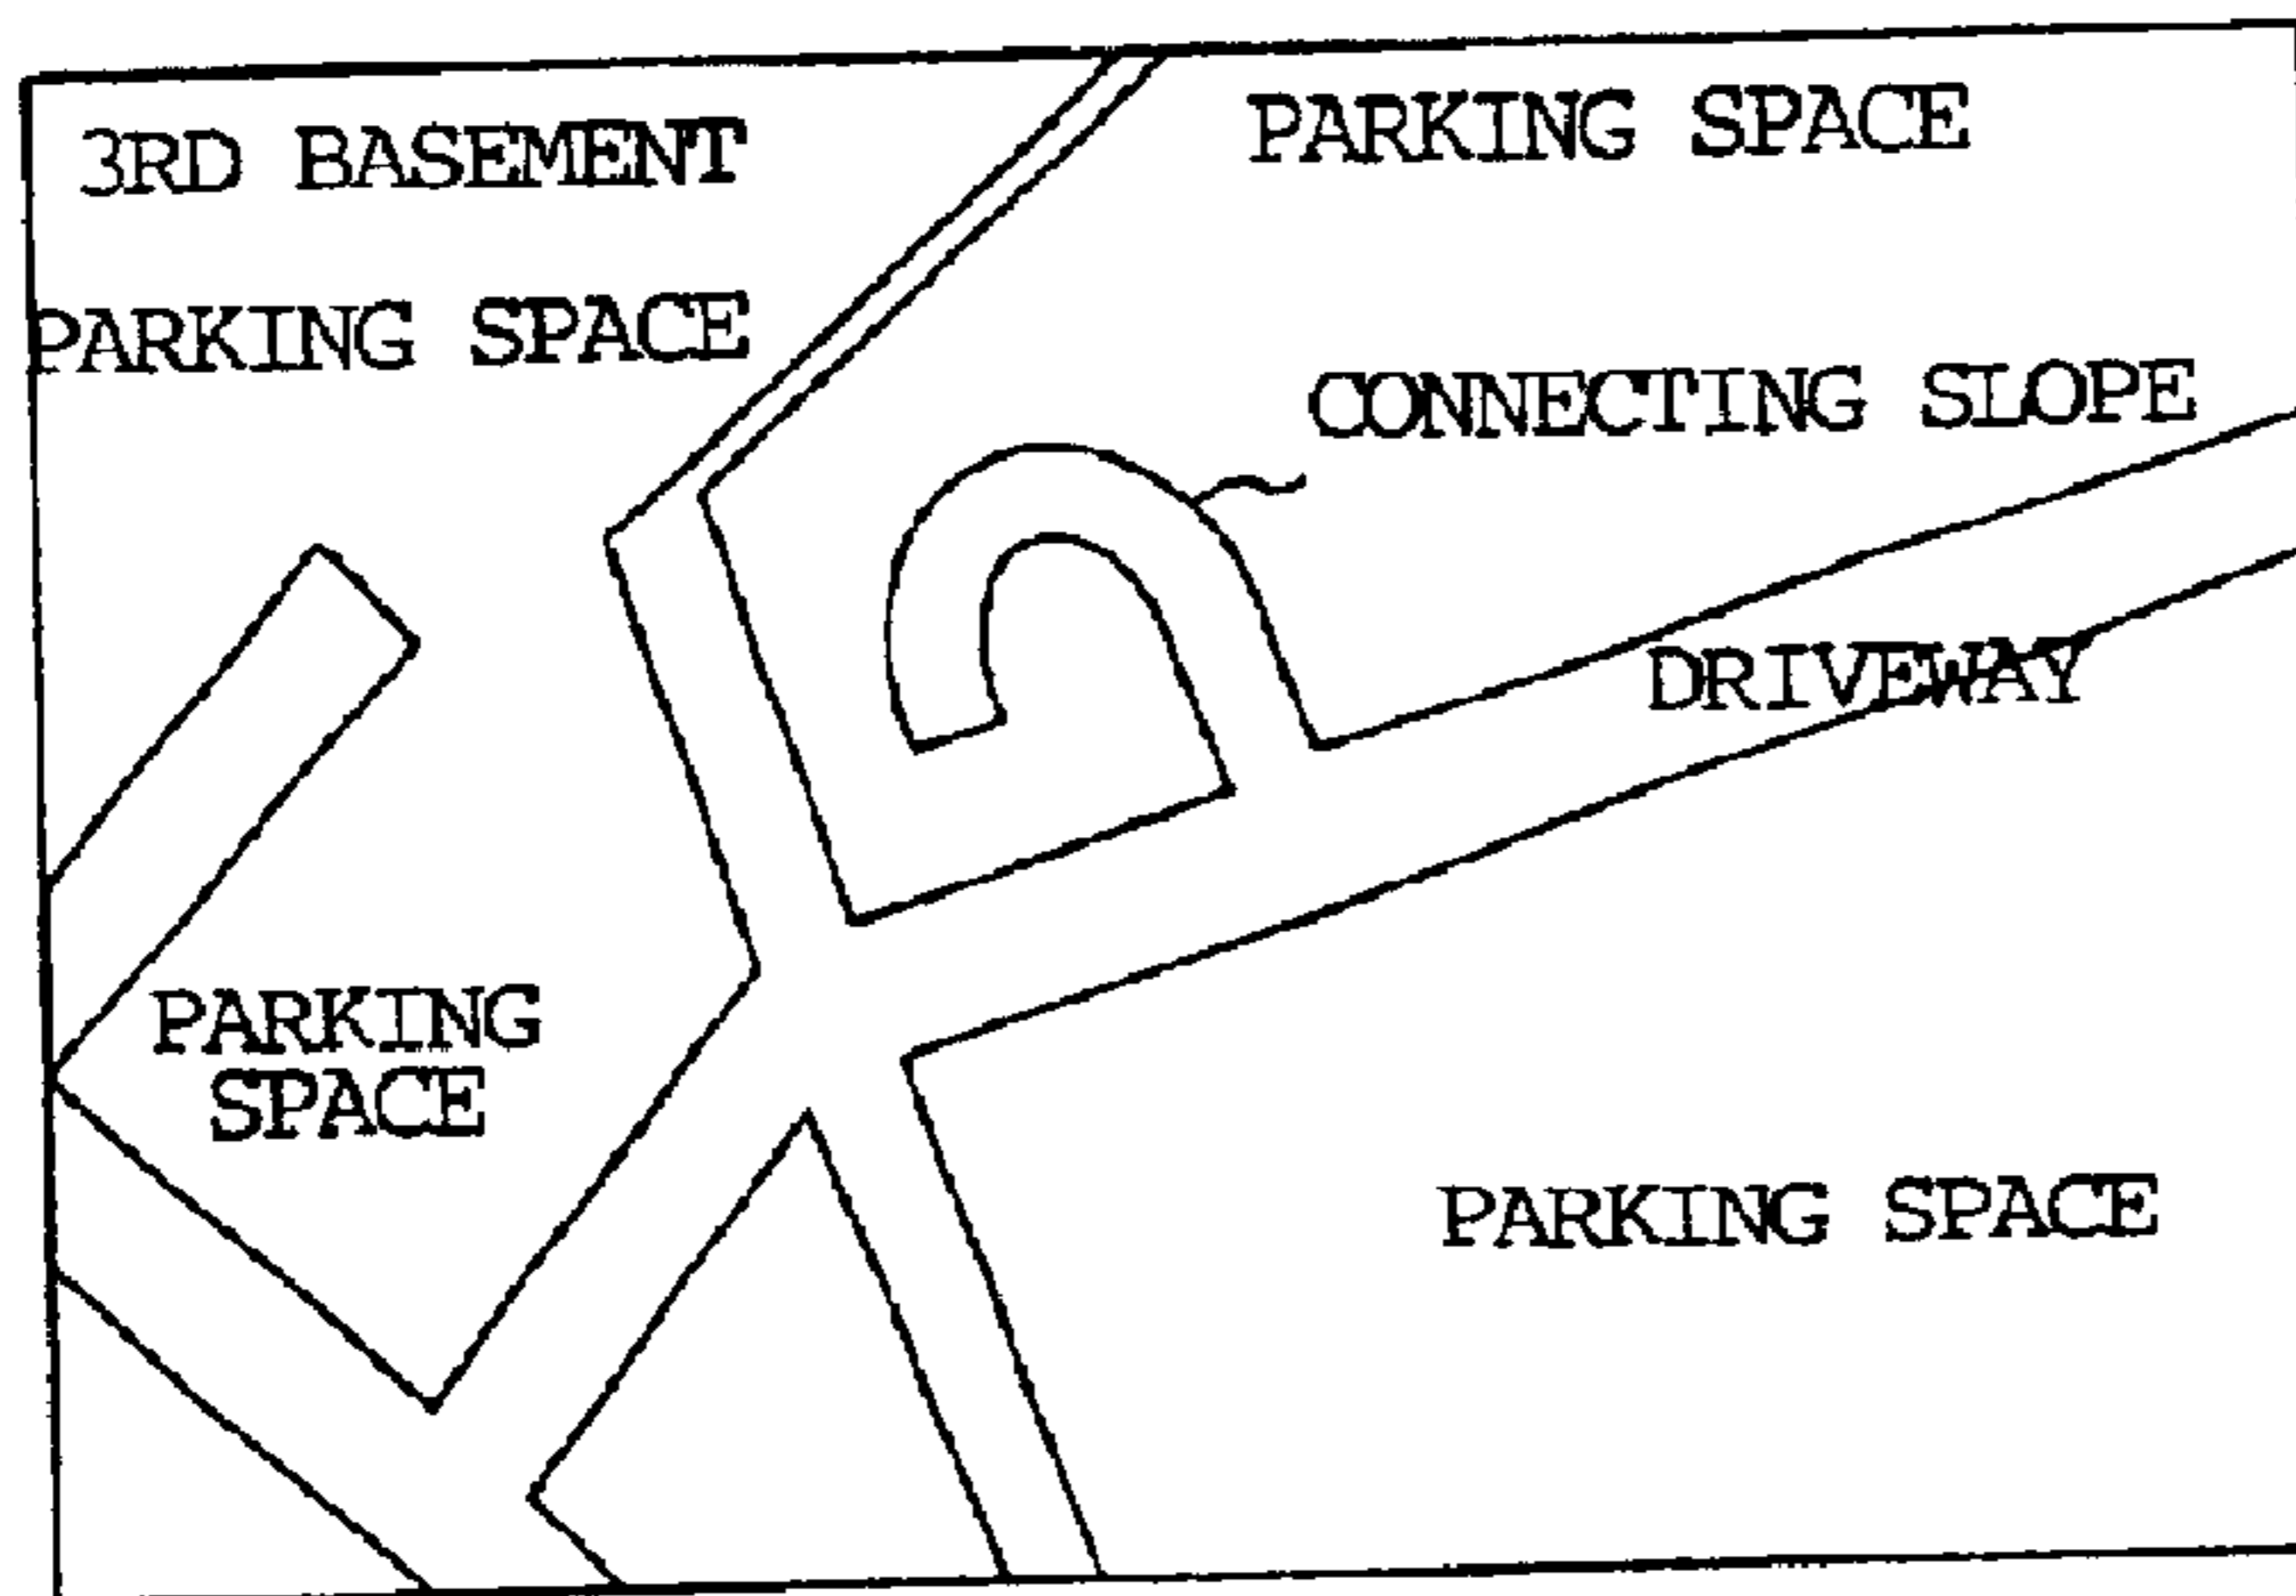 3RD BASEMENT
PARKING SPACE
PARKING SPACE
CONNECTING SLOPE
DRIVEWAY
PARKING
SPACE
PARKING SPACE